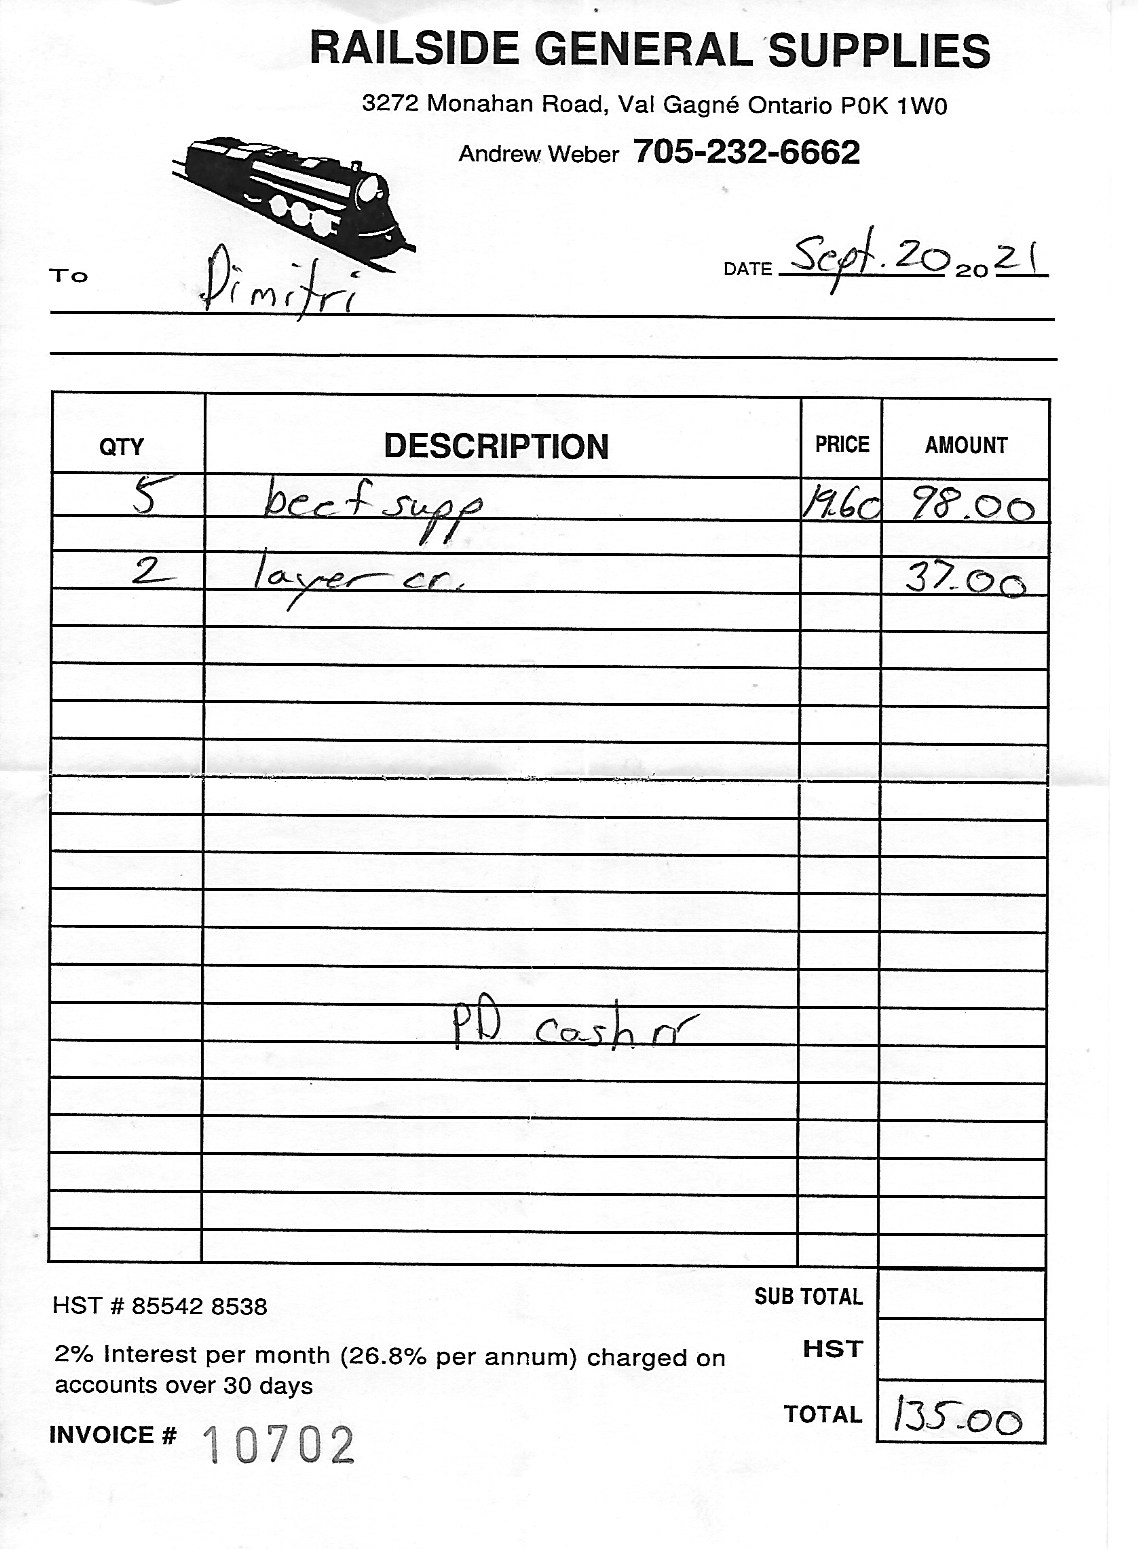 RAILSIDE GENERAL SUPPLIES
3272 Monahan Road, Val Gagné Ontario P0K 1W0
Andrew Weber 705-232-6662
To Dimitri
DATE Sept. 20 2021
QTY DESCRIPTION PRICE AMOUNT
5 beef supp 19.60 98.00
2 layer cr. 37.00
PD cash
SUB TOTAL
HST # 85542 8538
HST
2% Interest per month (26.8% per annum) charged on
accounts over 30 days
TOTAL 135.00
INVOICE # 10702